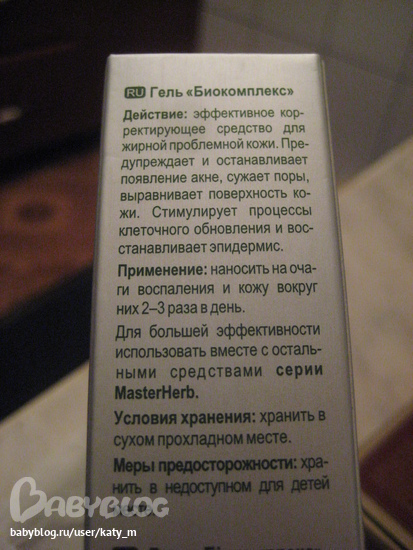 RU Гель «Биокомплекс»
Действие: эффективное кор-
ректирующее средство для
жирной проблемной кожи. Пре-
дупреждает и останавливает
появление акне, сужает поры,
выравнивает поверхность ко-
жи. Стимулирует процессы
клеточного обновления и вос-
станавливает эпидермис.
Применение: наносить на оча-
ги воспаления и кожу вокруг
них 2–3 раза в день.
Для большей эффективности
использовать вместе с осталь-
ными средствами серии
MasterHerb.
Условия хранения: хранить в
сухом прохладном месте.
Меры предосторожности: хра-
нить в недоступном для детей
BABYBLOG
babyblog.ru/user/katy_m